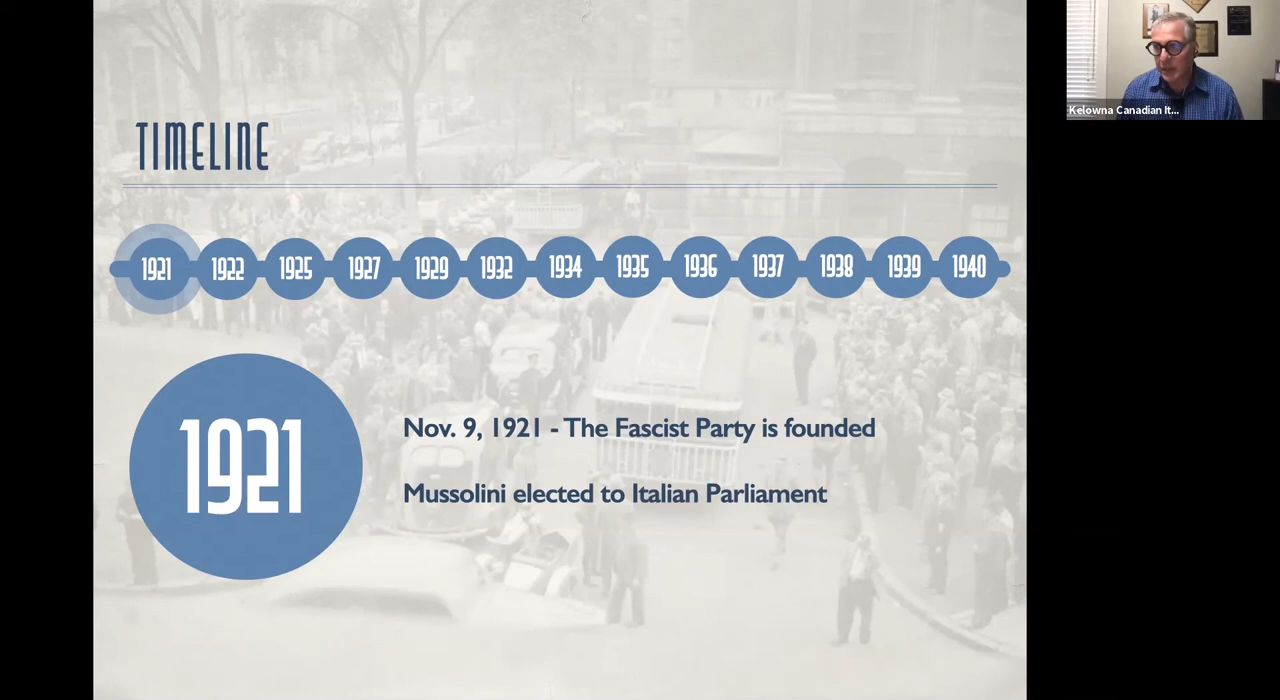 TIMELINE
1921 1922 1925 1927 1929 1932 1934 1935 1936 1937 1938 1939 1940
1921
Nov. 9, 1921 - The Fascist Party is founded
Mussolini elected to Italian Parliament
Kelowna Canadian It...